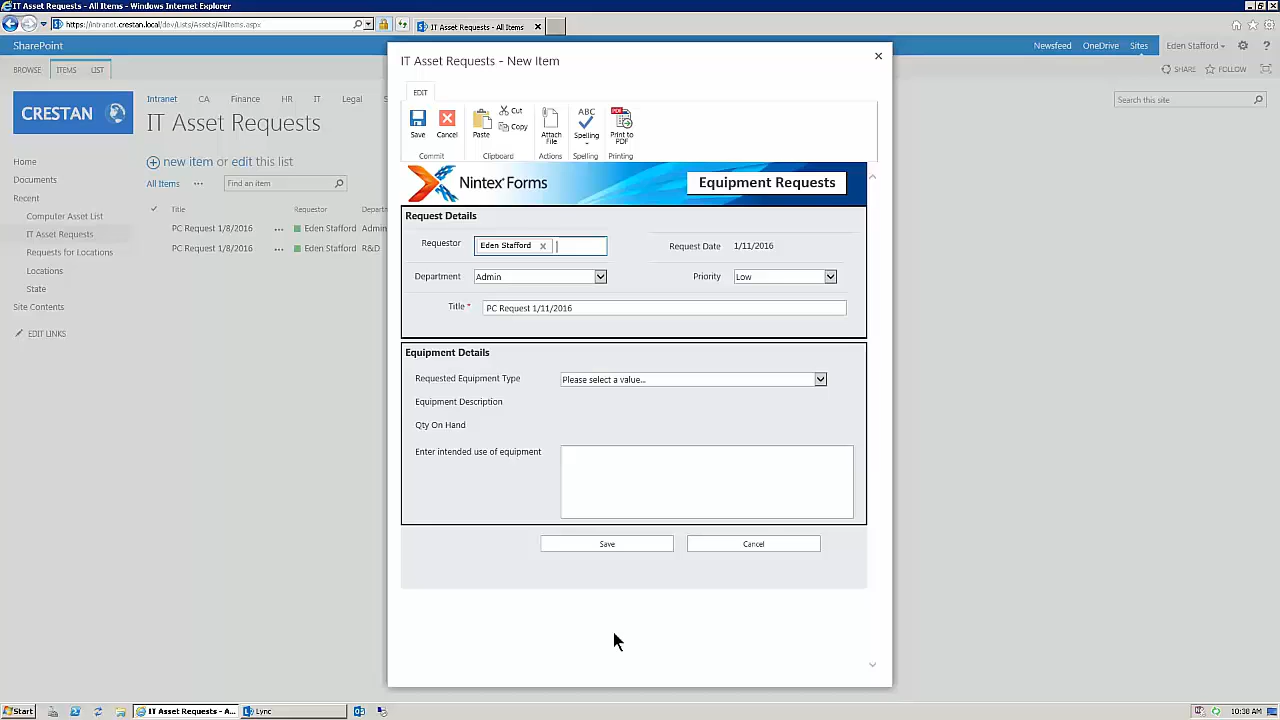 IT Asset Requests - All Items - Windows Internet Explorer
https://intranet.crestan.local/dev/Lists/Assets/AllItems.aspx
IT Asset Requests - All Items
SharePoint
Newsfeed OneDrive Sites Eden Stafford ?
BROWSE ITEMS LIST
SHARE FOLLOW
CRESTAN
Intranet CA Finance HR IT Legal S
IT Asset Requests
Search this site
Home
Documents
Recent
Computer Asset List
IT Asset Requests
Requests for Locations
Locations
State
Site Contents
EDIT LINKS
new item or edit this list
All Items ... Find an item
Title Requestor Departm
PC Request 1/8/2016 ... Eden Stafford Admin
PC Request 1/8/2016 ... Eden Stafford R&D
IT Asset Requests - New Item
EDIT
Save Cancel Paste Cut Copy Attach File ABC Spelling PDF Print to PDF
Commit Clipboard Actions Spelling Printing
Nintex Forms Equipment Requests
Request Details
Requestor Eden Stafford x Request Date 1/11/2016
Department Admin Priority Low
Title * PC Request 1/11/2016
Equipment Details
Requested Equipment Type Please select a value...
Equipment Description
Qty On Hand
Enter intended use of equipment
Save Cancel
Start IT Asset Requests - A... Lync 10:38 AM